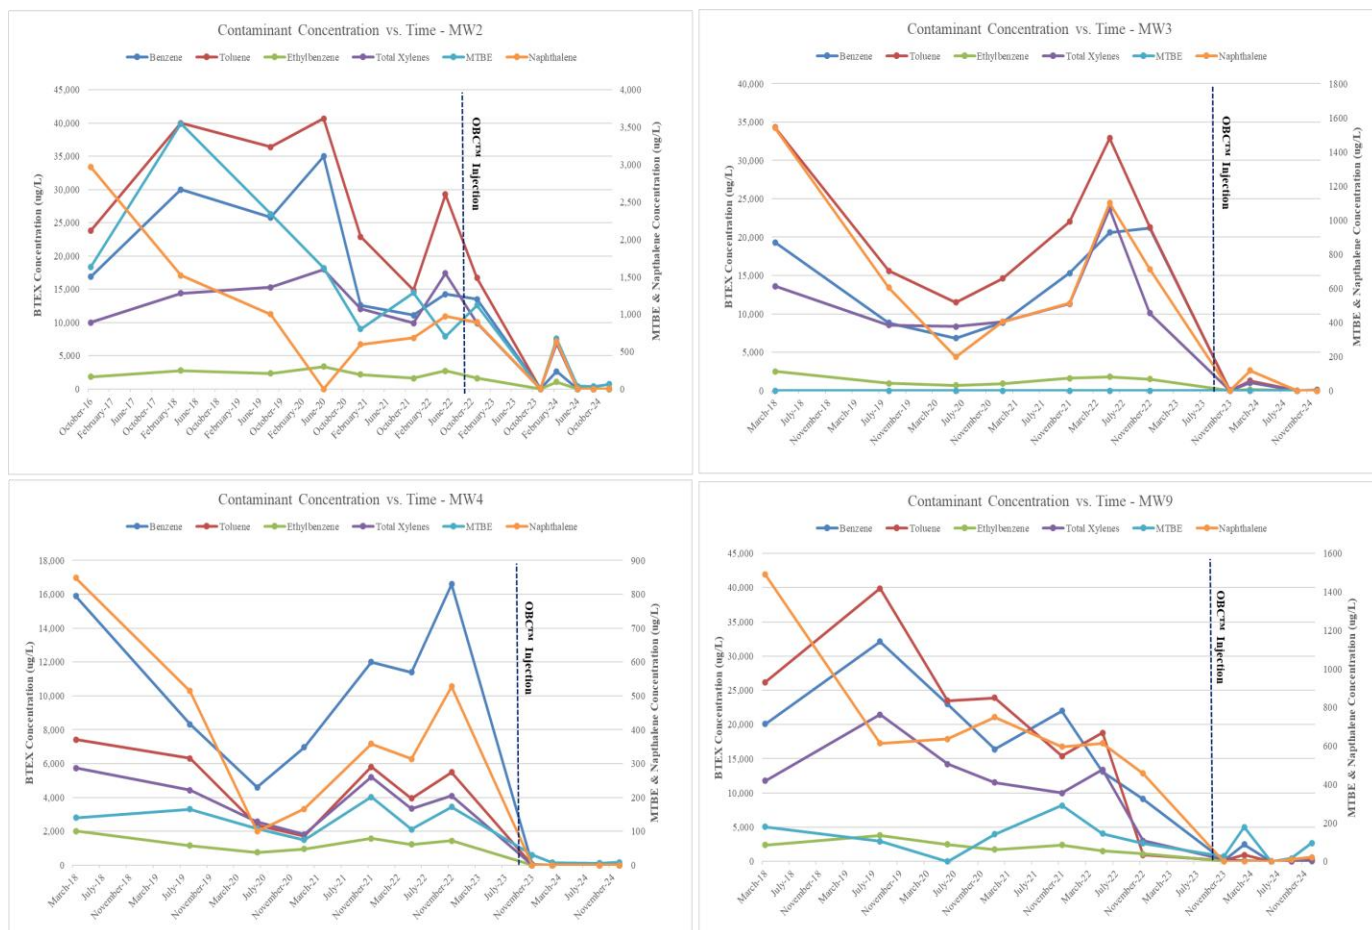 Contaminant Concentration vs. Time - MW2
Benzene Toluene Ethylbenzene Total Xylenes MTBE Naphthalene
45,000
40,000
35,000
30,000
25,000
20,000
15,000
10,000
5,000
0
BTEX Concentration (ug/L)
4,000
3,500
3,000
2,500
2,000
1,500
1,000
500
0
MTBE & Napthalene Concentration (ug/L)
OBC™ Injection
October-16
February-17
June-17
October-17
February-18
June-18
October-18
February-19
June-19
October-19
February-20
June-20
October-20
February-21
June-21
October-21
February-22
June-22
October-22
February-23
June-23
October-23
February-24
June-24
October-24
Contaminant Concentration vs. Time - MW3
Benzene Toluene Ethylbenzene Total Xylenes MTBE Naphthalene
40,000
35,000
30,000
25,000
20,000
15,000
10,000
5,000
0
BTEX Concentration (ug/L)
1800
1600
1400
1200
1000
800
600
400
200
0
MTBE & Napthalene Concentration (ug/L)
OBC™ Injection
March-18
July-18
November-18
March-19
July-19
November-19
March-20
July-20
November-20
March-21
July-21
November-21
March-22
July-22
November-22
March-23
July-23
November-23
March-24
July-24
November-24
Contaminant Concentration vs. Time - MW4
Benzene Toluene Ethylbenzene Total Xylenes MTBE Naphthalene
18,000
16,000
14,000
12,000
10,000
8,000
6,000
4,000
2,000
0
BTEX Concentration (ug/L)
900
800
700
600
500
400
300
200
100
0
MTBE & Napthalene Concentration (ug/L)
OBC™ Injection
March-18
July-18
November-18
March-19
July-19
November-19
March-20
July-20
November-20
March-21
July-21
November-21
March-22
July-22
November-22
March-23
July-23
November-23
March-24
July-24
November-24
Contaminant Concentration vs. Time - MW9
Benzene Toluene Ethylbenzene Total Xylenes MTBE Naphthalene
45,000
40,000
35,000
30,000
25,000
20,000
15,000
10,000
5,000
0
BTEX Concentration (ug/L)
1600
1400
1200
1000
800
600
400
200
0
MTBE & Napthalene Concentration (ug/L)
OBC™ Injection
March-18
July-18
November-18
March-19
July-19
November-19
March-20
July-20
November-20
March-21
July-21
November-21
March-22
July-22
November-22
March-23
July-23
November-23
March-24
July-24
November-24